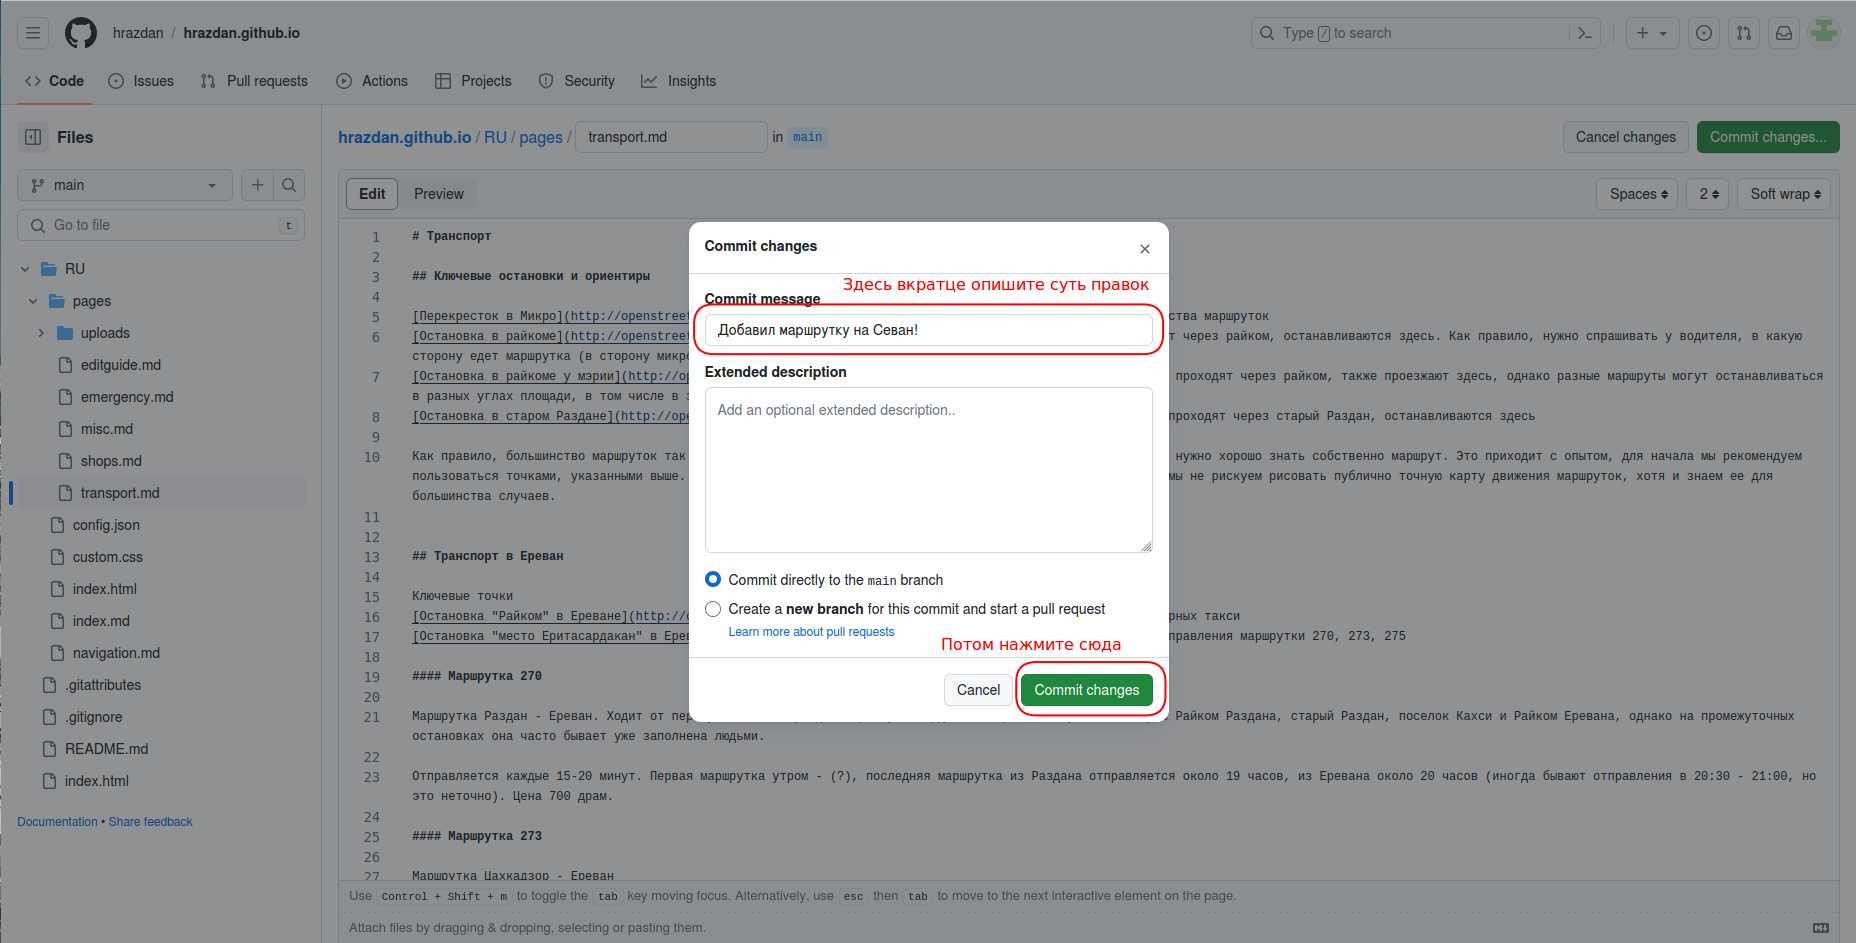 hrazdan / hrazdan.github.io
Type / to search
Code Issues Pull requests Actions Projects Security Insights
Files
main
Go to file t
RU
pages
uploads
editguide.md
emergency.md
misc.md
shops.md
transport.md
config.json
custom.css
index.html
index.md
navigation.md
.gitattributes
.gitignore
README.md
index.html
Documentation • Share feedback
hrazdan.github.io / RU / pages / transport.md in main
Cancel changes Commit changes...
Edit Preview
Spaces 2 Soft wrap
1 # Транспорт
2
3 ## Ключевые остановки и ориентиры
4
5 [Перекресток в Микро](http://openstreet ства маршруток
6 [Остановка в райкоме](http://openstreet т через райком, останавливаются здесь. Как правило, нужно спрашивать у водителя, в какую
сторону едет маршрутка (в сторону микро
7 [Остановка в райкоме у мэрии](http://op проходят через райком, также проезжают здесь, однако разные маршруты могут останавливаться
в разных углах площади, в том числе в з
8 [Остановка в старом Раздане](http://ope проходят через старый Раздан, останавливаются здесь
9
10 Как правило, большинство маршруток так нужно хорошо знать собственно маршрут. Это приходит с опытом, для начала мы рекомендуем
пользоваться точками, указанными выше. мы не рискуем рисовать публично точную карту движения маршруток, хотя и знаем ее для
большинства случаев.
11
12
13 ## Транспорт в Ереван
14
15 Ключевые точки
16 [Остановка "Райком" в Ереване](http://o рных такси
17 [Остановка "место Еритасардакан" в Ерев правления маршрутки 270, 273, 275
18
19 #### Маршрутка 270
20
21 Маршрутка Раздан - Ереван. Ходит от пер Райком Раздана, старый Раздан, поселок Кахси и Райком Еревана, однако на промежуточных
остановках она часто бывает уже заполнена людьми.
22
23 Отправляется каждые 15-20 минут. Первая маршрутка утром - (?), последняя маршрутка из Раздана отправляется около 19 часов, из Еревана около 20 часов (иногда бывают отправления в 20:30 - 21:00, но
это неточно). Цена 700 драм.
24
25 #### Маршрутка 273
26
27 Маршрутка Цахкадзор - Ереван
Commit changes
Здесь вкратце опишите суть правок
Commit message
Добавил маршрутку на Севан!
Extended description
Add an optional extended description..
Commit directly to the main branch
Create a new branch for this commit and start a pull request
Learn more about pull requests
Потом нажмите сюда
Cancel Commit changes
Use Control + Shift + m to toggle the tab key moving focus. Alternatively, use esc then tab to move to the next interactive element on the page.
Attach files by dragging & dropping, selecting or pasting them.